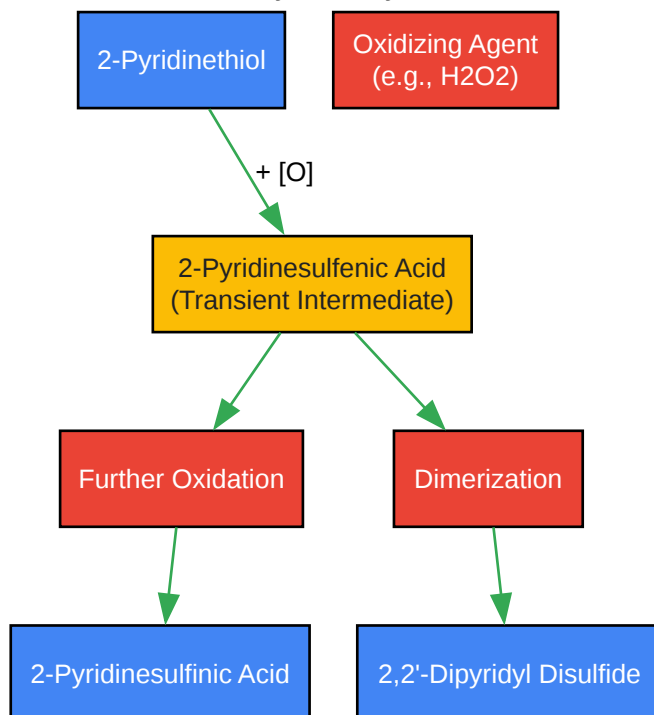 2-Pyridinethiol
Oxidizing Agent
(e.g., H2O2)
+ [O]
2-Pyridinesulfenic Acid
(Transient Intermediate)
Further Oxidation
Dimerization
2-Pyridinesulfinic Acid
2,2'-Dipyridyl Disulfide